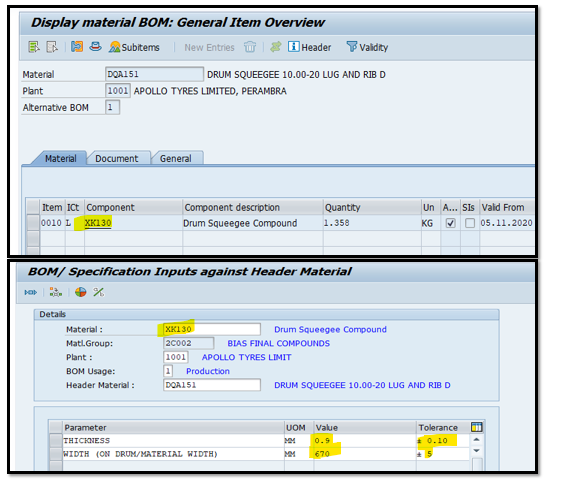 Display material BOM: General Item Overview
Subitems New Entries Header Validity
Material DQA151 DRUM SQUEEGEE 10.00-20 LUG AND RIB D
Plant 1001 APOLLO TYRES LIMITED, PERAMBRA
Alternative BOM 1
Material Document General
Item ICt Component Component description Quantity Un A... SIs Valid From
0010 L XK130 Drum Squeegee Compound 1.358 KG 05.11.2020
BOM/ Specification Inputs against Header Material
Details
Material : XK130 Drum Squeegee Compound
Matl.Group: 2C002 BIAS FINAL COMPOUNDS
Plant : 1001 APOLLO TYRES LIMIT
BOM Usage: 1 Production
Header Material : DQA151 DRUM SQUEEGEE 10.00-20 LUG AND RIB D
Parameter UOM Value Tolerance
THICKNESS MM 0.9 ± 0.10
WIDTH (ON DRUM/MATERIAL WIDTH) MM 670 ± 5